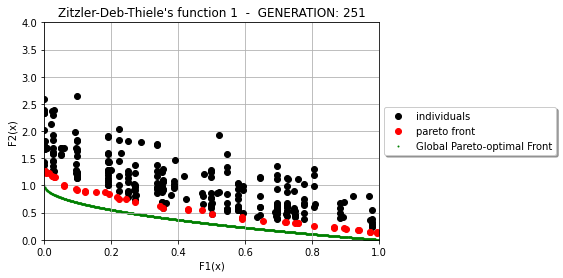 Zitzler-Deb-Thiele's function 1 - GENERATION: 251
4.0
3.5
3.0
2.5
2.0
1.5
1.0
0.5
0.0
F2(x)
0.0 0.2 0.4 0.6 0.8 1.0
F1(x)
individuals
pareto front
Global Pareto-optimal Front